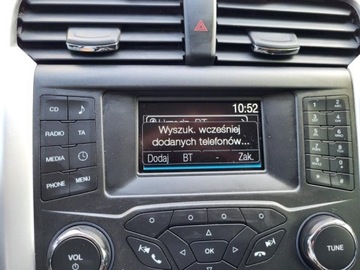 10:52
Wyszuk. wcześniej
dodanych telefonów...
Dodaj BT - Zak.
CD
RADIO TA
MEDIA
PHONE MENU
OK
VOL
TUNE